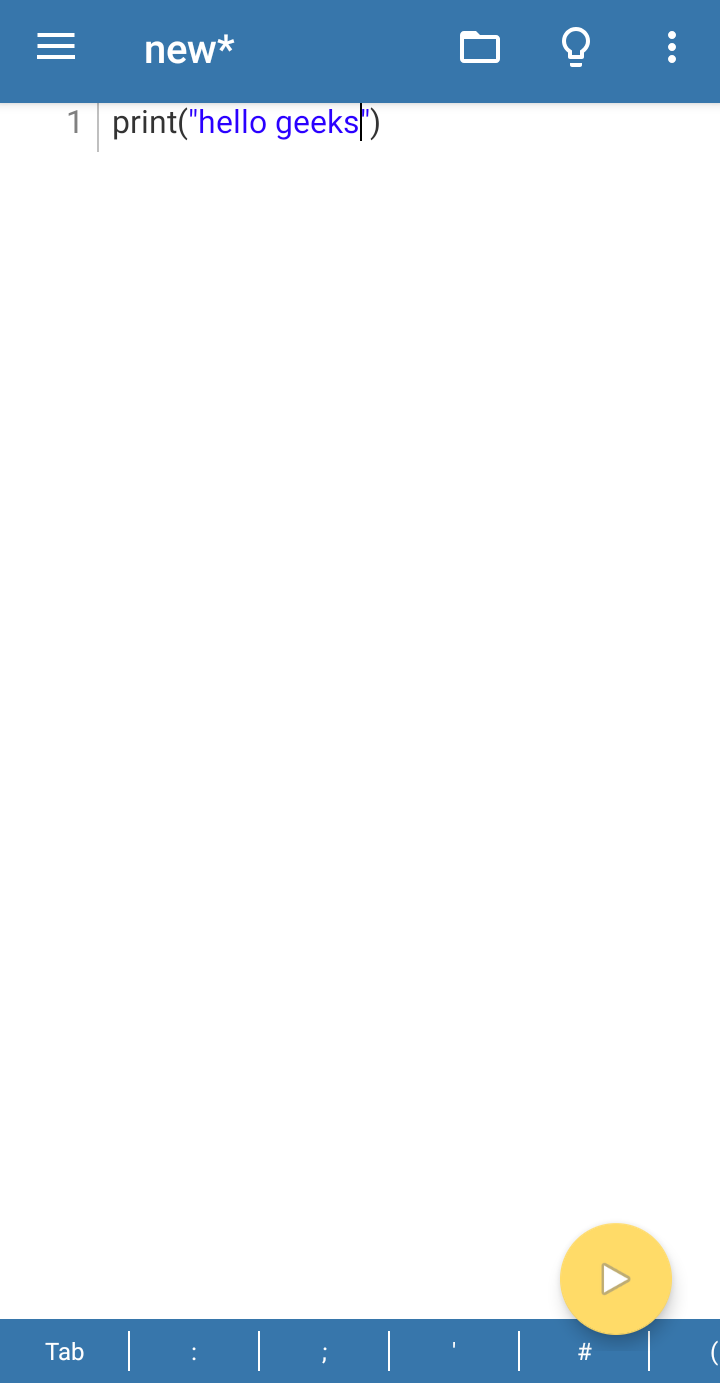 new*
1 print("hello geeks")
Tab : ; ' # (